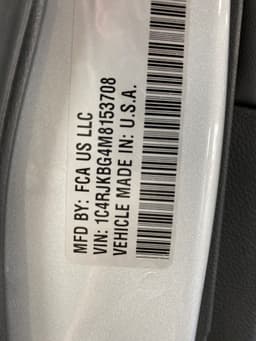 MFD BY: FCA US LLC
VIN: 1C4RJKBG4M8153708
VEHICLE MADE IN: U.S.A.